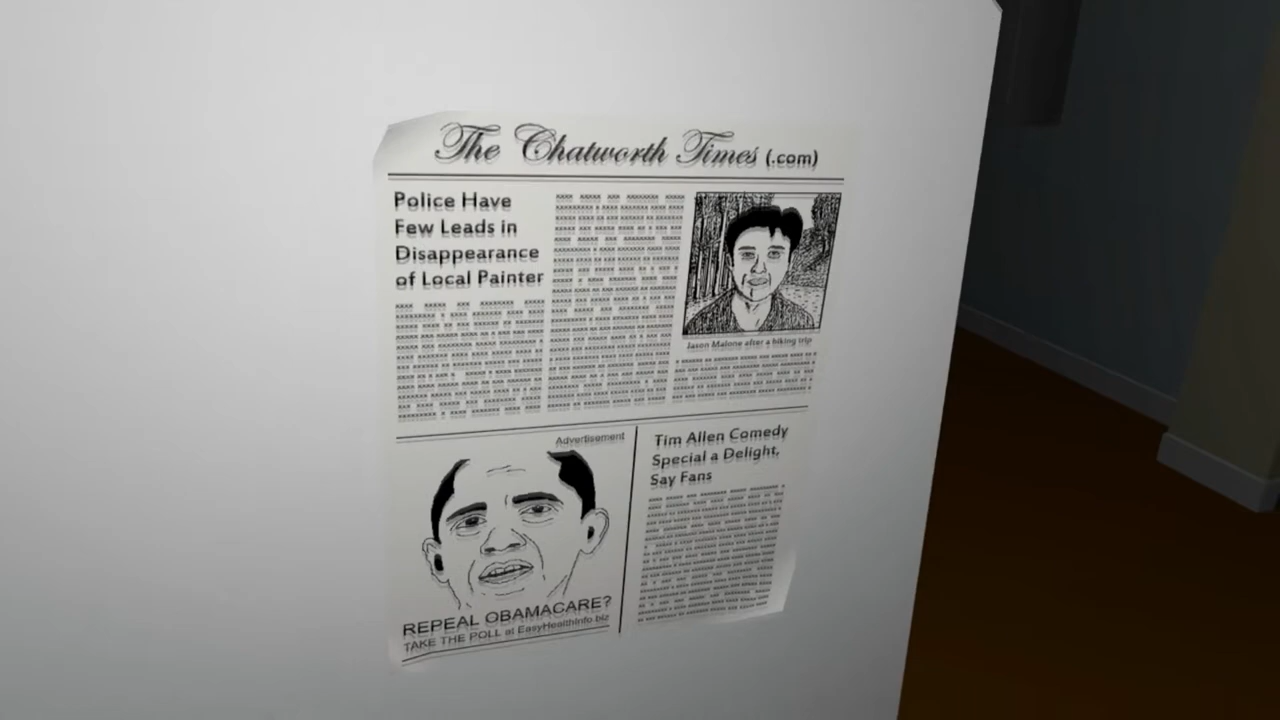 The Chatworth Times (.com)
Police Have
Few Leads in
Disappearance
of Local Painter
Jason Malone after a hiking trip
Advertisement
REPEAL OBAMACARE?
TAKE THE POLL at EasyHealthInfo.biz
Tim Allen Comedy
Special a Delight,
Say Fans